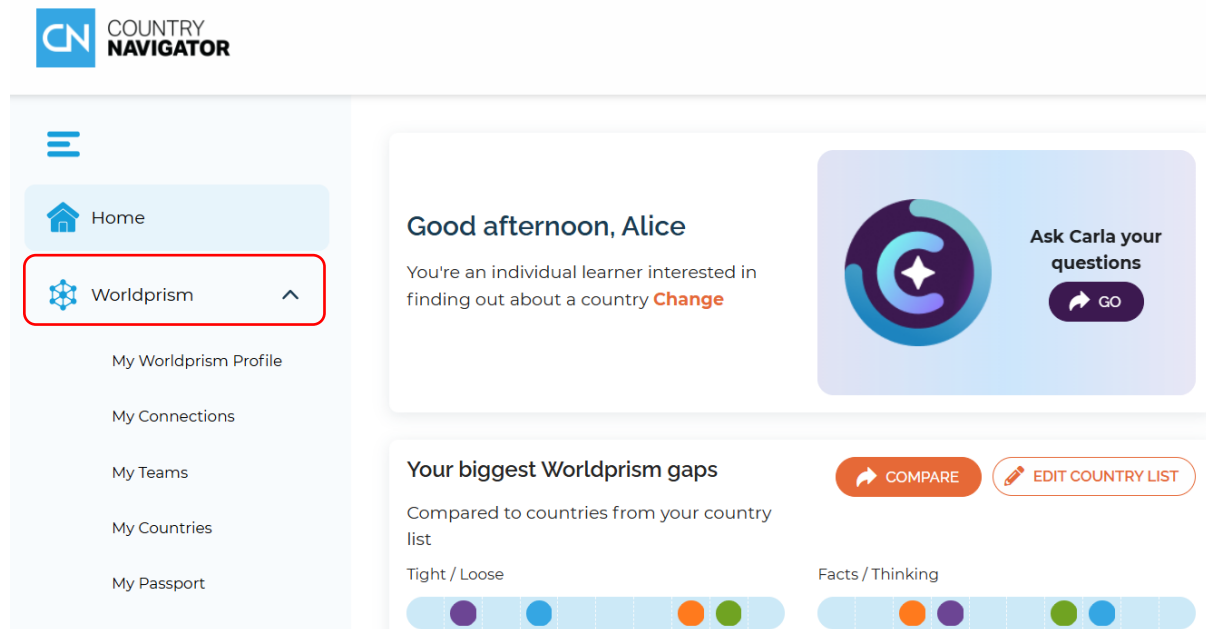 CN COUNTRY
NAVIGATOR
Home
Worldprism
My Worldprism Profile
My Connections
My Teams
My Countries
My Passport
Good afternoon, Alice
You're an individual learner interested in
finding out about a country Change
Ask Carla your
questions
GO
Your biggest Worldprism gaps
COMPARE
EDIT COUNTRY LIST
Compared to countries from your country
list
Tight / Loose
Facts / Thinking